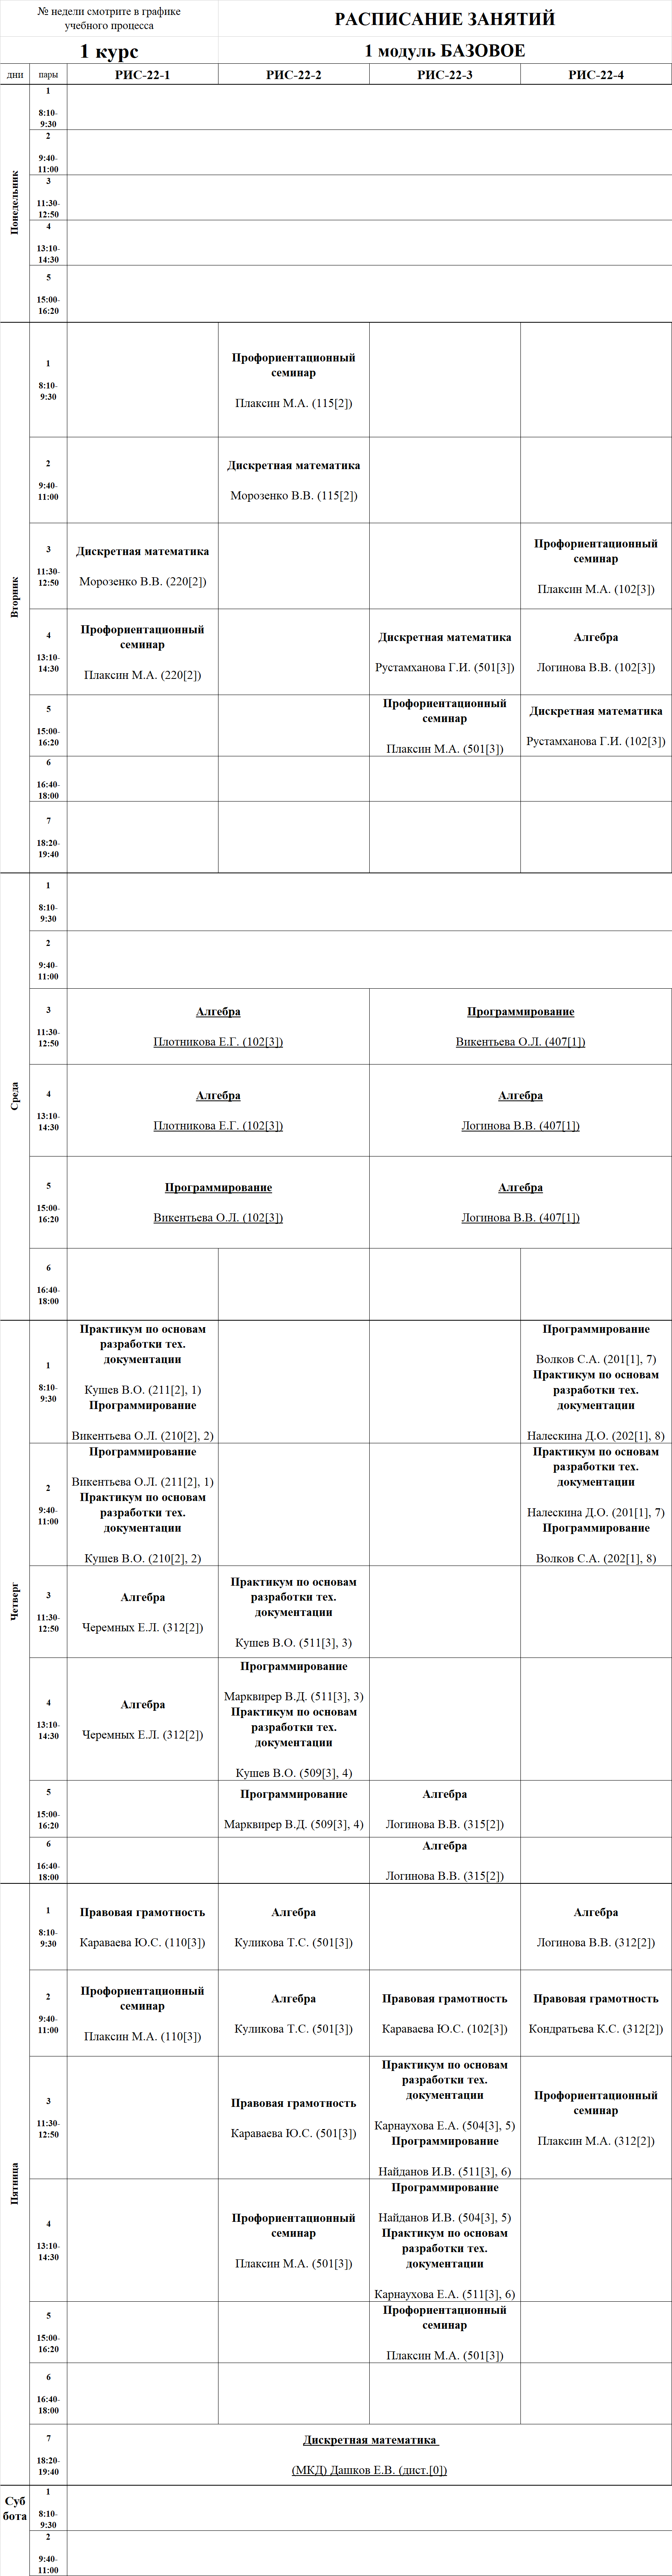 № недели смотрите в графике
учебного процесса
РАСПИСАНИЕ ЗАНЯТИЙ
1 курс
1 модуль БАЗОВОЕ
дни
пары
РИС-22-1
РИС-22-2
РИС-22-3
РИС-22-4
Понедельник
1
8:10-
9:30
2
9:40-
11:00
3
11:30-
12:50
4
13:10-
14:30
5
15:00-
16:20
Вторник
1
8:10-
9:30
Профориентационный
семинар
Плаксин М.А. (115[2])
2
9:40-
11:00
Дискретная математика
Морозенко В.В. (115[2])
3
11:30-
12:50
Дискретная математика
Морозенко В.В. (220[2])
Профориентационный
семинар
Плаксин М.А. (102[3])
4
13:10-
14:30
Профориентационный
семинар
Плаксин М.А. (220[2])
Дискретная математика
Рустамханова Г.И. (501[3])
Алгебра
Логинова В.В. (102[3])
5
15:00-
16:20
Профориентационный
семинар
Плаксин М.А. (501[3])
Дискретная математика
Рустамханова Г.И. (102[3])
6
16:40-
18:00
7
18:20-
19:40
Среда
1
8:10-
9:30
2
9:40-
11:00
3
11:30-
12:50
Алгебра
Плотникова Е.Г. (102[3])
Программирование
Викентьева О.Л. (407[1])
4
13:10-
14:30
Алгебра
Плотникова Е.Г. (102[3])
Алгебра
Логинова В.В. (407[1])
5
15:00-
16:20
Программирование
Викентьева О.Л. (102[3])
Алгебра
Логинова В.В. (407[1])
6
16:40-
18:00
Четверг
1
8:10-
9:30
Практикум по основам
разработки тех.
документации
Кушев В.О. (211[2], 1)
Программирование
Викентьева О.Л. (210[2], 2)
Программирование
Волков С.А. (201[1], 7)
Практикум по основам
разработки тех.
документации
Налескина Д.О. (202[1], 8)
2
9:40-
11:00
Программирование
Викентьева О.Л. (211[2], 1)
Практикум по основам
разработки тех.
документации
Кушев В.О. (210[2], 2)
Практикум по основам
разработки тех.
документации
Налескина Д.О. (201[1], 7)
Программирование
Волков С.А. (202[1], 8)
3
11:30-
12:50
Алгебра
Черемных Е.Л. (312[2])
Практикум по основам
разработки тех.
документации
Кушев В.О. (511[3], 3)
4
13:10-
14:30
Алгебра
Черемных Е.Л. (312[2])
Программирование
Марквирер В.Д. (511[3], 3)
Практикум по основам
разработки тех.
документации
Кушев В.О. (509[3], 4)
5
15:00-
16:20
Программирование
Марквирер В.Д. (509[3], 4)
Алгебра
Логинова В.В. (315[2])
6
16:40-
18:00
Алгебра
Логинова В.В. (315[2])
Пятница
1
8:10-
9:30
Правовая грамотность
Караваева Ю.С. (110[3])
Алгебра
Куликова Т.С. (501[3])
Алгебра
Логинова В.В. (312[2])
2
9:40-
11:00
Профориентационный
семинар
Плаксин М.А. (110[3])
Алгебра
Куликова Т.С. (501[3])
Правовая грамотность
Караваева Ю.С. (102[3])
Правовая грамотность
Кондратьева К.С. (312[2])
3
11:30-
12:50
Правовая грамотность
Караваева Ю.С. (501[3])
Практикум по основам
разработки тех.
документации
Карнаухова Е.А. (504[3], 5)
Программирование
Найданов И.В. (511[3], 6)
Профориентационный
семинар
Плаксин М.А. (312[2])
4
13:10-
14:30
Профориентационный
семинар
Плаксин М.А. (501[3])
Программирование
Найданов И.В. (504[3], 5)
Практикум по основам
разработки тех.
документации
Карнаухова Е.А. (511[3], 6)
5
15:00-
16:20
Профориентационный
семинар
Плаксин М.А. (501[3])
6
16:40-
18:00
7
18:20-
19:40
Дискретная математика
(МКД) Дашков Е.В. (дист.[0])
Суб
бота
1
8:10-
9:30
2
9:40-
11:00